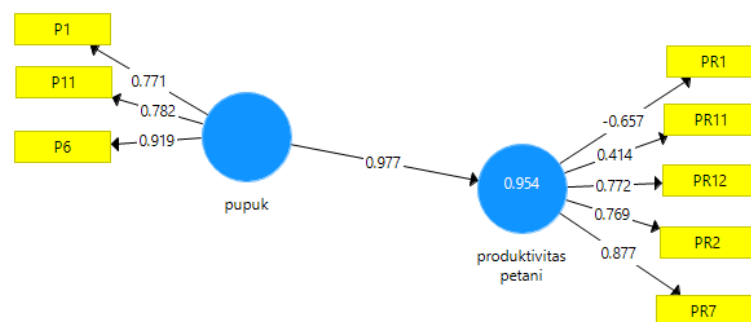 P1
0.771
P11
0.782
P6
0.919
pupuk
0.977
0.954
produktivitas
petani
-0.657
PR1
0.414
PR11
0.772
PR12
0.769
PR2
0.877
PR7